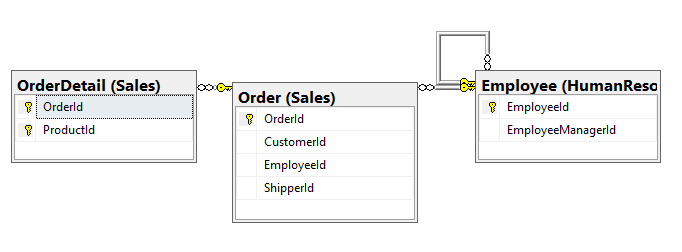 OrderDetail (Sales)
OrderId
ProductId
Order (Sales)
OrderId
CustomerId
EmployeeId
ShipperId
Employee (HumanReso
EmployeeId
EmployeeManagerId